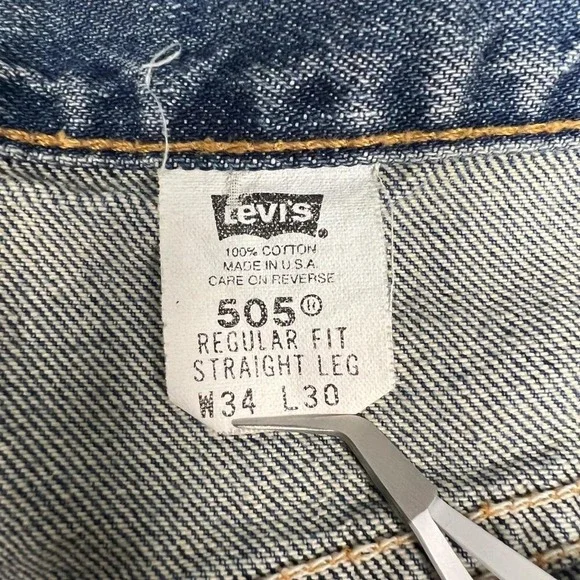 Levi's
100% COTTON
MADE IN U.S.A.
CARE ON REVERSE
505®
REGULAR FIT
STRAIGHT LEG
W34 L30